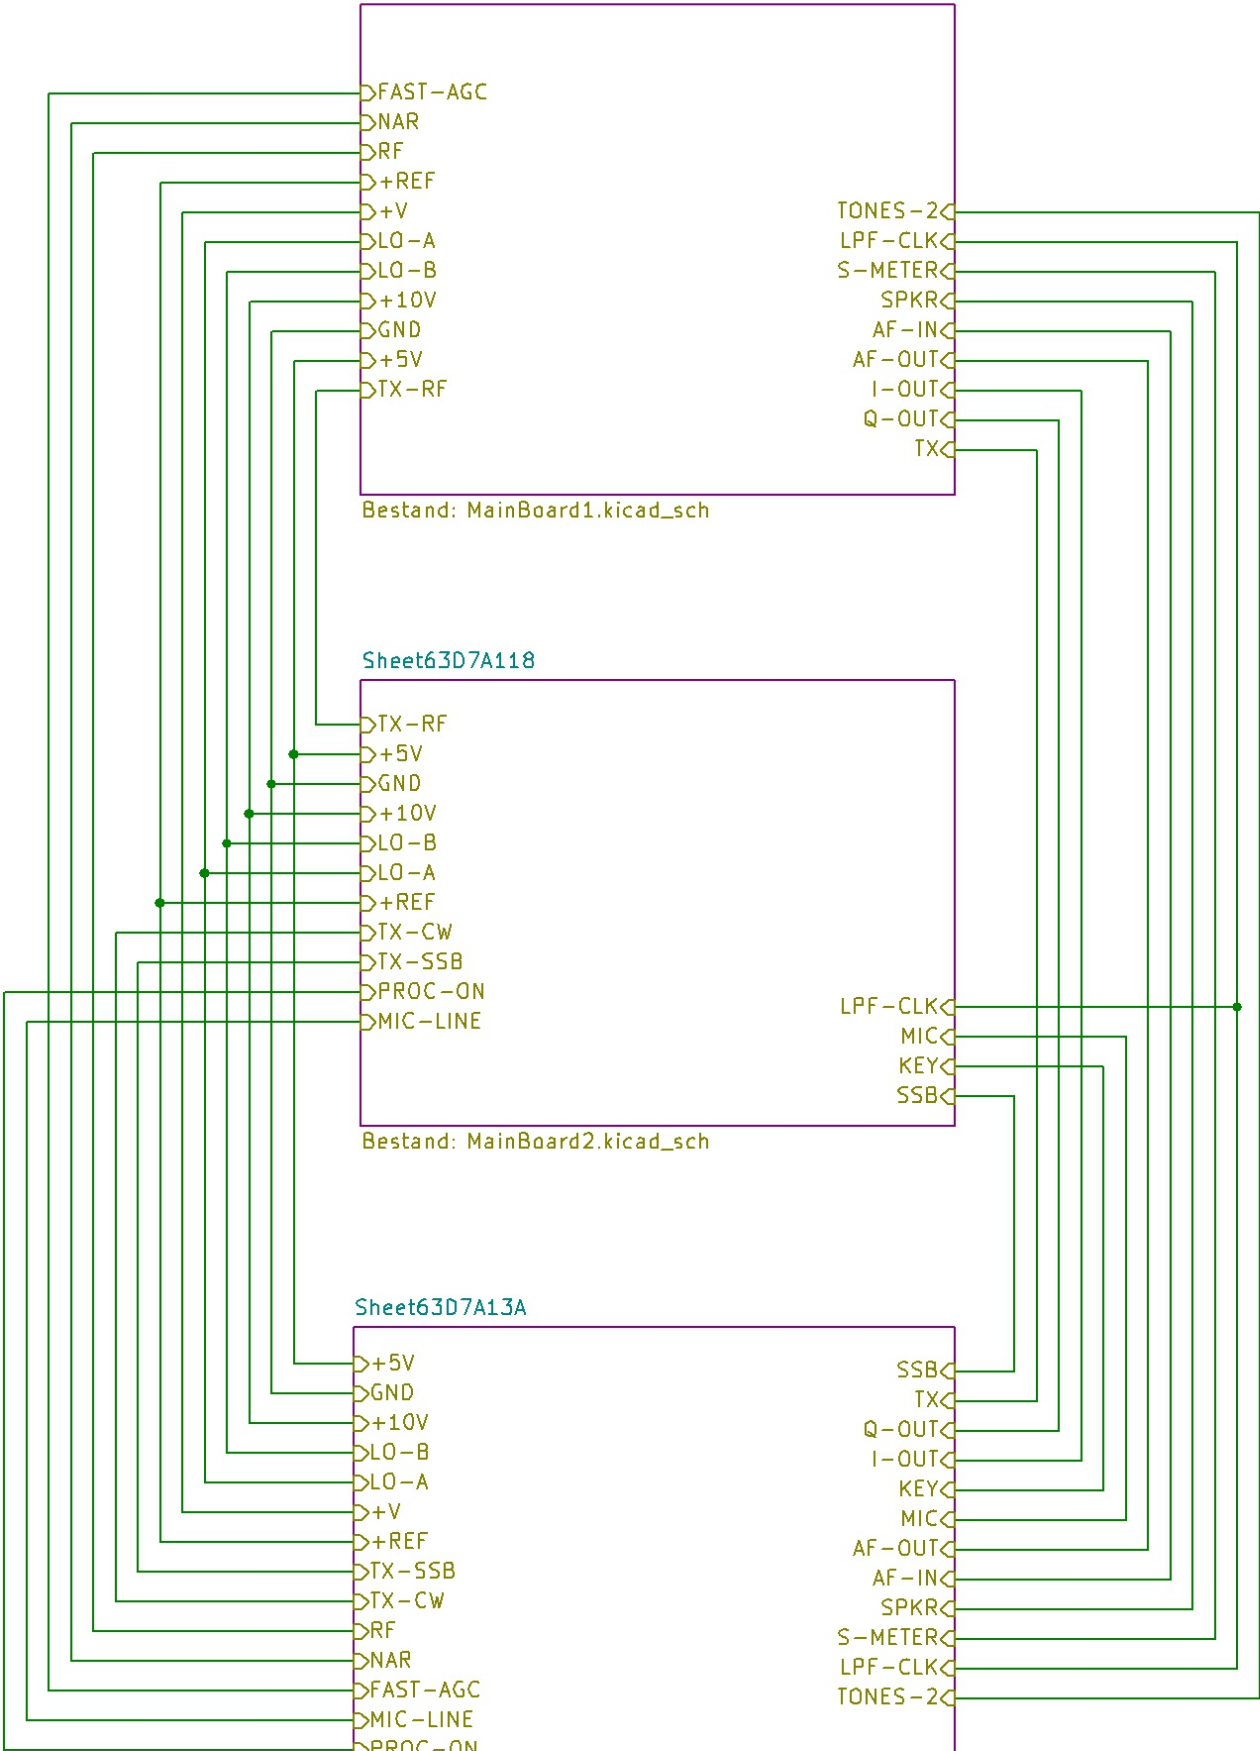 FAST-AGC
NAR
RF
+REF
+V
LO-A
LO-B
+10V
GND
+5V
TX-RF
TONES-2
LPF-CLK
S-METER
SPKR
AF-IN
AF-OUT
I-OUT
Q-OUT
TX
Bestand: MainBoard1.kicad_sch
Sheet63D7A118
TX-RF
+5V
GND
+10V
LO-B
LO-A
+REF
TX-CW
TX-SSB
PROC-ON
MIC-LINE
LPF-CLK
MIC
KEY
SSB
Bestand: MainBoard2.kicad_sch
Sheet63D7A13A
+5V
GND
+10V
LO-B
LO-A
+V
+REF
TX-SSB
TX-CW
RF
NAR
FAST-AGC
MIC-LINE
PROC-ON
SSB
TX
Q-OUT
I-OUT
KEY
MIC
AF-OUT
AF-IN
SPKR
S-METER
LPF-CLK
TONES-2